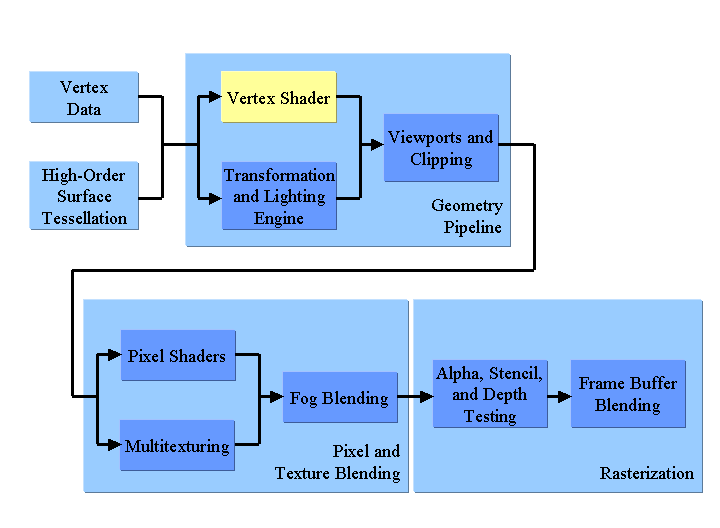 Vertex
Data
High-Order
Surface
Tessellation
Vertex Shader
Transformation
and Lighting
Engine
Viewports and
Clipping
Geometry
Pipeline
Pixel Shaders
Multitexturing
Fog Blending
Pixel and
Texture Blending
Alpha, Stencil,
and Depth
Testing
Frame Buffer
Blending
Rasterization